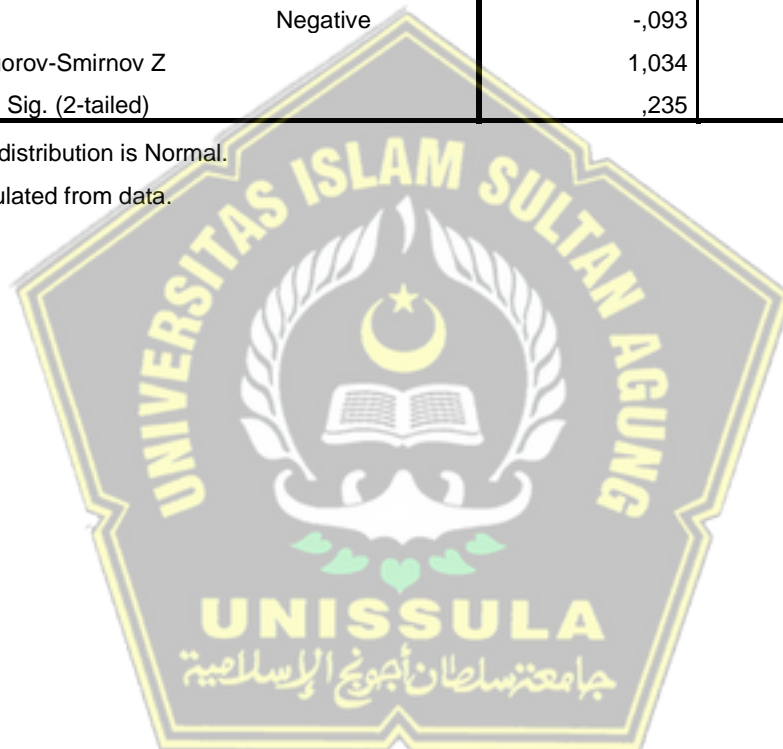 Negative -,093
gorov-Smirnov Z 1,034
Sig. (2-tailed) ,235
distribution is Normal.
ulated from data.
UNIVERSITAS ISLAM SULTAN AGUNG
UNISSULA
جامعة سلطان أجونج الإسلامية